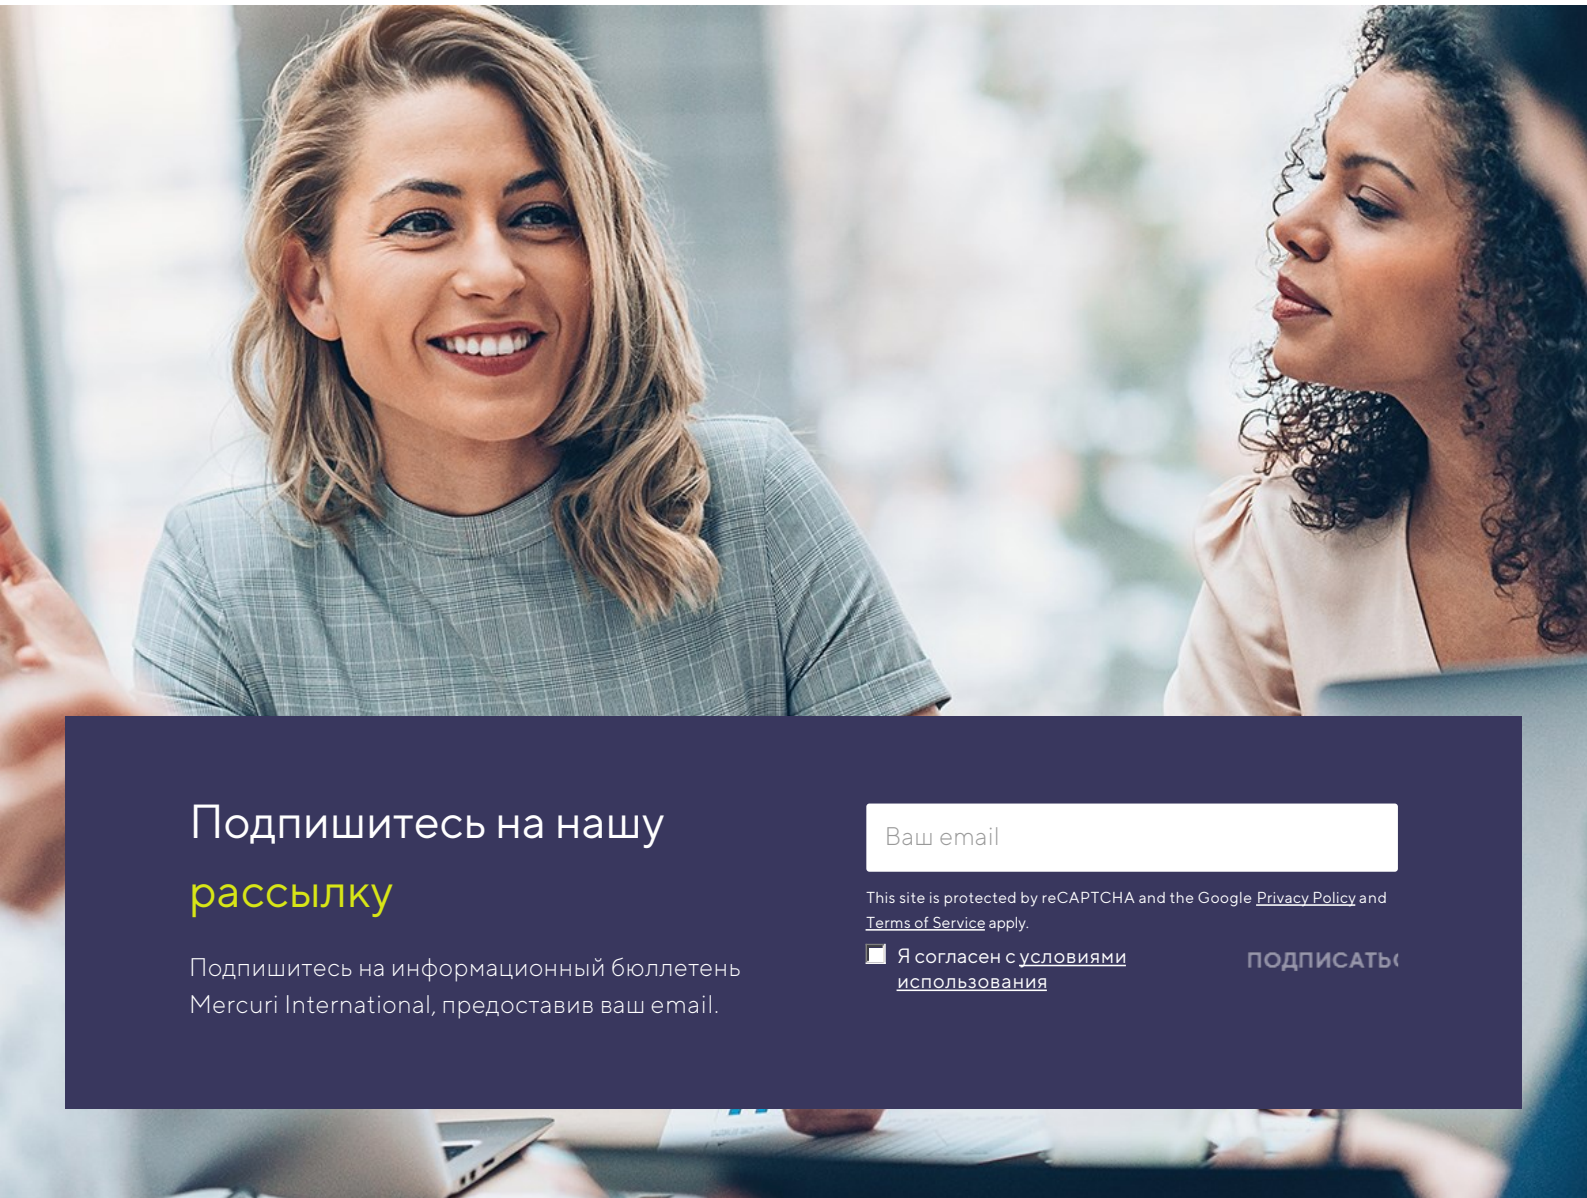 Подпишитесь на нашу
рассылку
Подпишитесь на информационный бюллетень
Mercuri International, предоставив ваш email.
Ваш email
This site is protected by reCAPTCHA and the Google Privacy Policy and
Terms of Service apply.
Я согласен с условиями
использования
ПОДПИСАТЬС